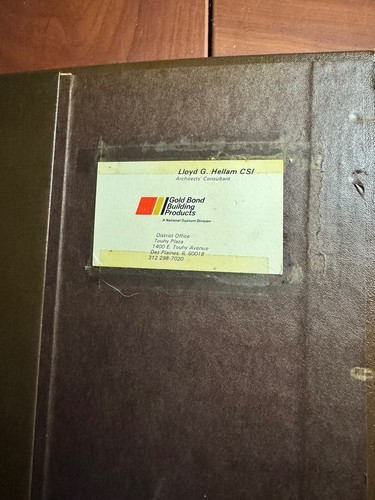 Lloyd G. Hellam CSI
Architects' Consultant
Gold Bond
Building
Products
A National Gypsum Division
District Office
Touhy Plaza
1400 E. Touhy Avenue
Des Plaines, IL 60018
312 298-7020